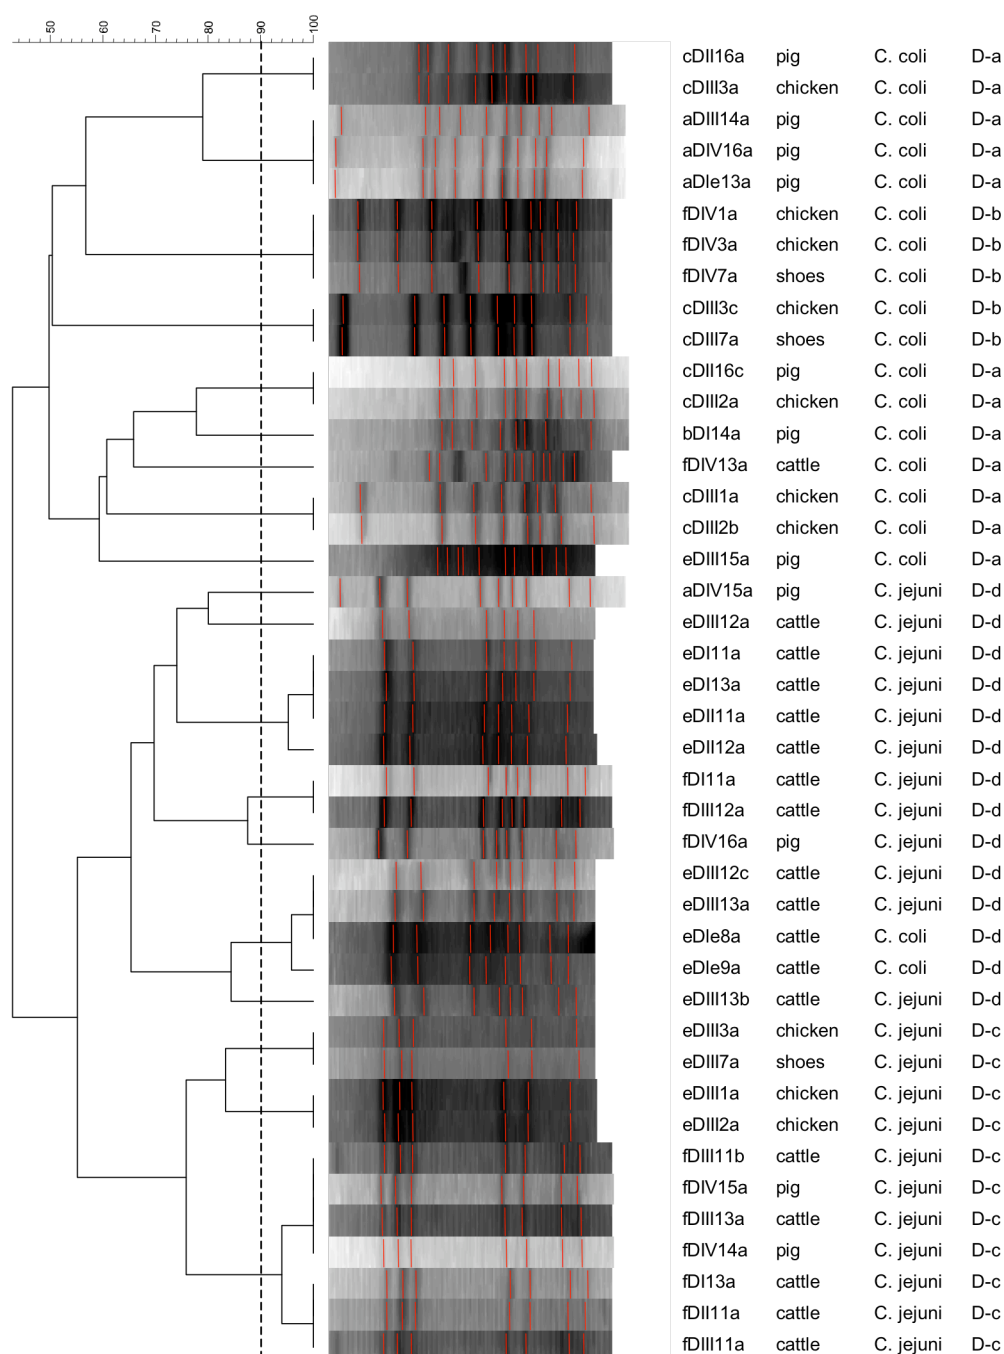 50 60 70 80 90 100
cDII16a pig C. coli D-a
cDIII3a chicken C. coli D-a
aDIII14a pig C. coli D-a
aDIV16a pig C. coli D-a
aDIe13a pig C. coli D-a
fDIV1a chicken C. coli D-b
fDIV3a chicken C. coli D-b
fDIV7a shoes C. coli D-b
cDIII3c chicken C. coli D-b
cDIII7a shoes C. coli D-b
cDII16c pig C. coli D-a
cDIII2a chicken C. coli D-a
bDI14a pig C. coli D-a
fDIV13a cattle C. coli D-a
cDIII1a chicken C. coli D-a
cDIII2b chicken C. coli D-a
eDIII15a pig C. coli D-a
aDIV15a pig C. jejuni D-d
eDIII12a cattle C. jejuni D-d
eDI11a cattle C. jejuni D-d
eDI13a cattle C. jejuni D-d
eDII11a cattle C. jejuni D-d
eDII12a cattle C. jejuni D-d
fDI11a cattle C. jejuni D-d
fDIII12a cattle C. jejuni D-d
fDIV16a pig C. jejuni D-d
eDIII12c cattle C. jejuni D-d
eDIII13a cattle C. jejuni D-d
eDIe8a cattle C. coli D-d
eDIe9a cattle C. coli D-d
eDIII13b cattle C. jejuni D-d
eDIII3a chicken C. jejuni D-c
eDIII7a shoes C. jejuni D-c
eDIII1a chicken C. jejuni D-c
eDIII2a chicken C. jejuni D-c
fDIII11b cattle C. jejuni D-c
fDIV15a pig C. jejuni D-c
fDIII13a cattle C. jejuni D-c
fDIV14a pig C. jejuni D-c
fDI13a cattle C. jejuni D-c
fDII11a cattle C. jejuni D-c
fDIII11a cattle C. jejuni D-c